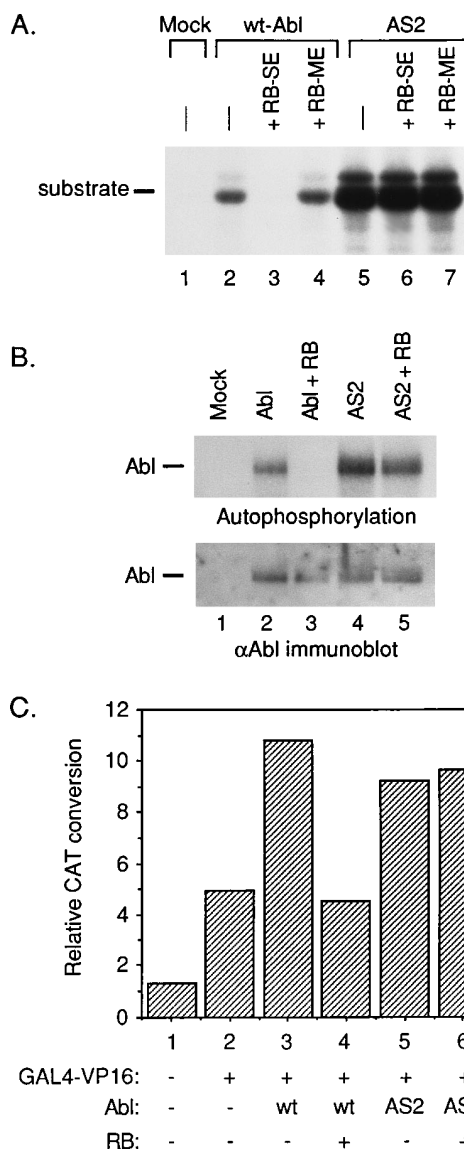 A.
Mock wt-Abl AS2
— — + RB-SE + RB-ME — + RB-SE + RB-ME
substrate
1 2 3 4 5 6 7
B.
Mock Abl Abl + RB AS2 AS2 + RB
Abl
Autophosphorylation
Abl
1 2 3 4 5
αAbl immunoblot
C.
12
10
8
6
4
2
0
Relative CAT conversion
1 2 3 4 5 6
GAL4-VP16: - + + + + +
Abl: - - wt wt AS2 AS
RB: - - - + -